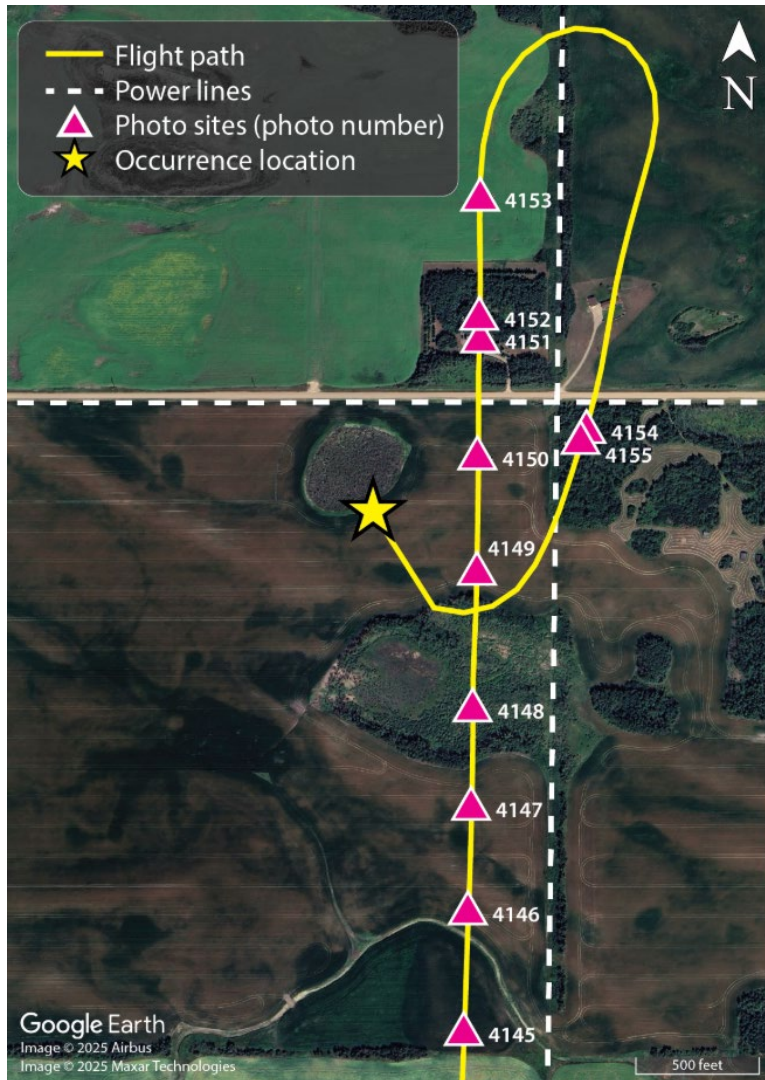 Flight path
Power lines
Photo sites (photo number)
Occurrence location
N
4153
4152
4151
4154
4155
4150
4149
4148
4147
4146
4145
Google Earth
Image © 2025 Airbus
Image © 2025 Maxar Technologies
500 feet